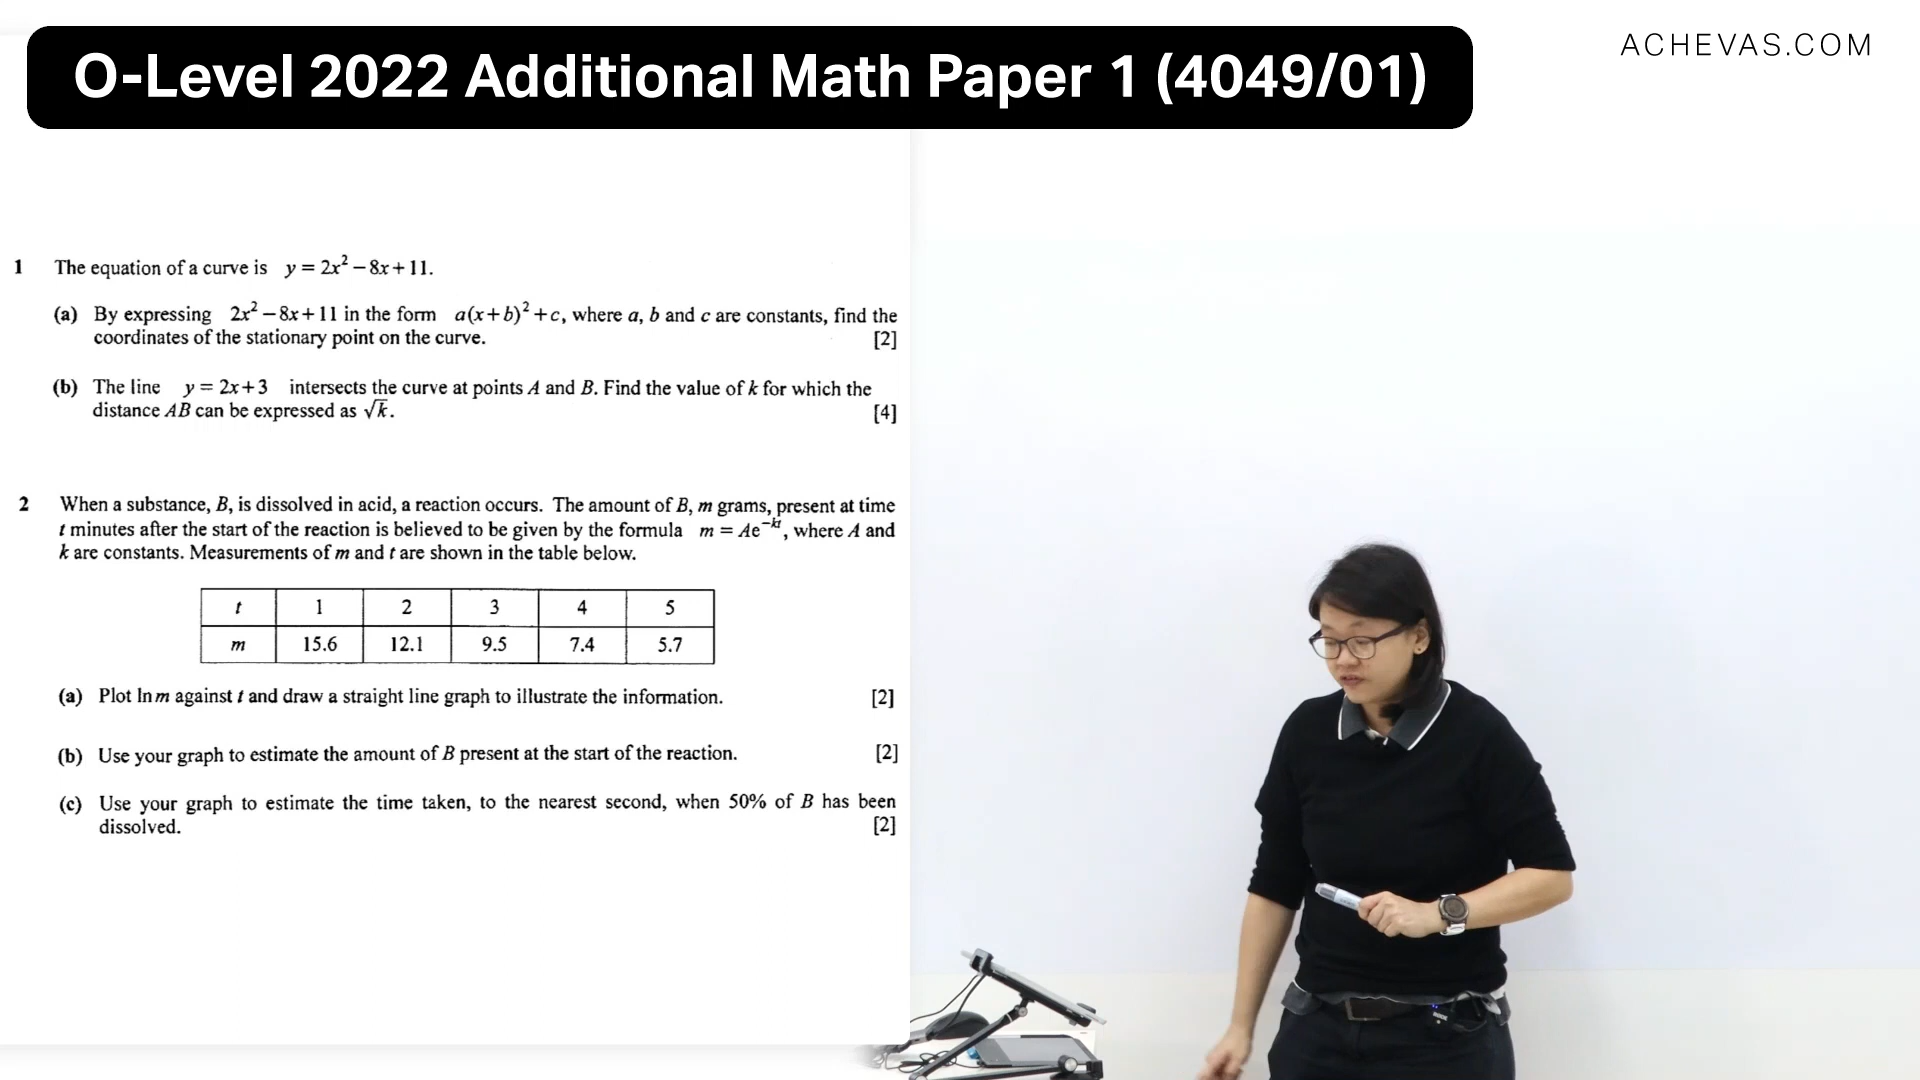 O-Level 2022 Additional Math Paper 1 (4049/01)
ACHEVAS.COM
1 The equation of a curve is y = 2x² − 8x + 11.
(a) By expressing 2x² − 8x + 11 in the form a(x + b)² + c, where a, b and c are constants, find the
coordinates of the stationary point on the curve. [2]
(b) The line y = 2x + 3 intersects the curve at points A and B. Find the value of k for which the
distance AB can be expressed as √k. [4]
2 When a substance, B, is dissolved in acid, a reaction occurs. The amount of B, m grams, present at time
t minutes after the start of the reaction is believed to be given by the formula m = Ae^{−kt}, where A and
k are constants. Measurements of m and t are shown in the table below.
t 1 2 3 4 5
m 15.6 12.1 9.5 7.4 5.7
(a) Plot ln m against t and draw a straight line graph to illustrate the information. [2]
(b) Use your graph to estimate the amount of B present at the start of the reaction. [2]
(c) Use your graph to estimate the time taken, to the nearest second, when 50% of B has been
dissolved. [2]